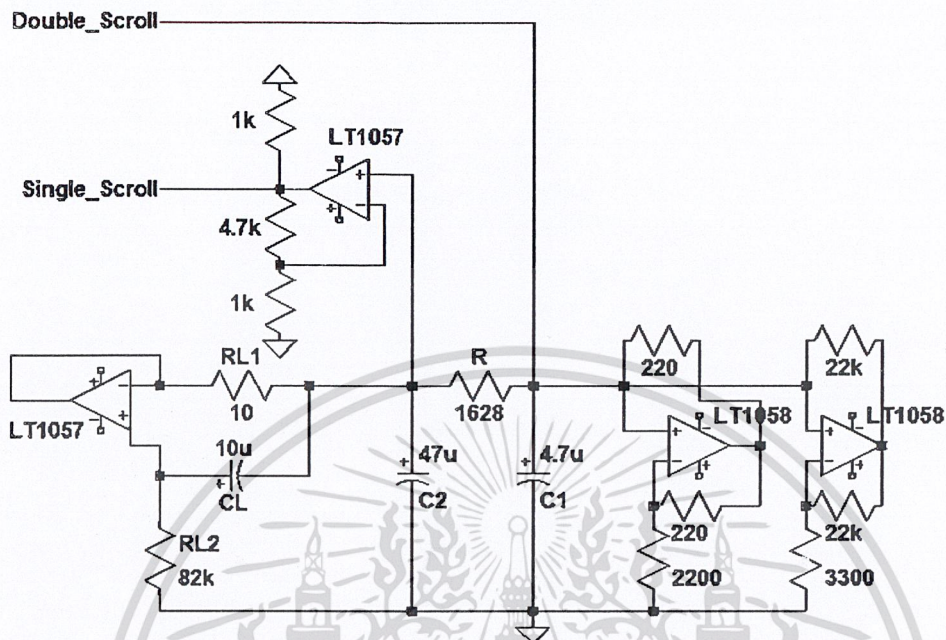 Double_Scroll
1k
LT1057
Single_Scroll
4.7k
1k
RL1
R
220
22k
10
1628
LT1058
LT1058
LT1057
10u
47u
4.7u
CL
C2
C1
220
22k
RL2
82k
2200
3300